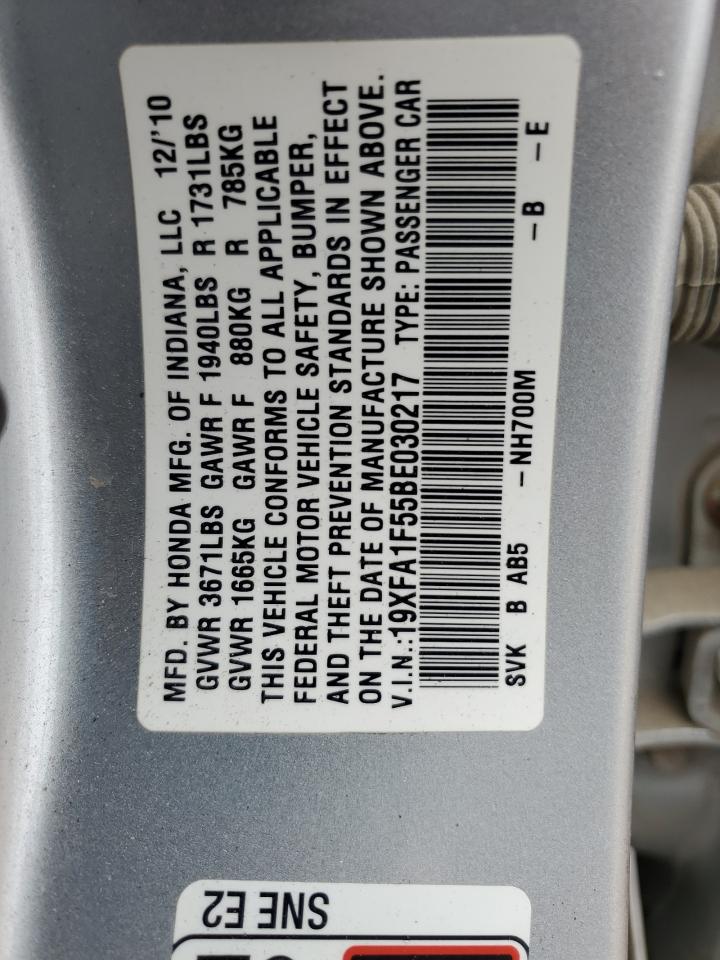 MFD. BY HONDA MFG. OF INDIANA, LLC 12/'10
GVWR 3671LBS GAWR F 1940LBS R 1731LBS
GVWR 1665KG GAWR F 880KG R 785KG
THIS VEHICLE CONFORMS TO ALL APPLICABLE
FEDERAL MOTOR VEHICLE SAFETY, BUMPER,
AND THEFT PREVENTION STANDARDS IN EFFECT
ON THE DATE OF MANUFACTURE SHOWN ABOVE.
V.I.N.:19XFA1F55BE030217 TYPE: PASSENGER CAR
SVK B AB5 -NH700M -B -E
SNE E2